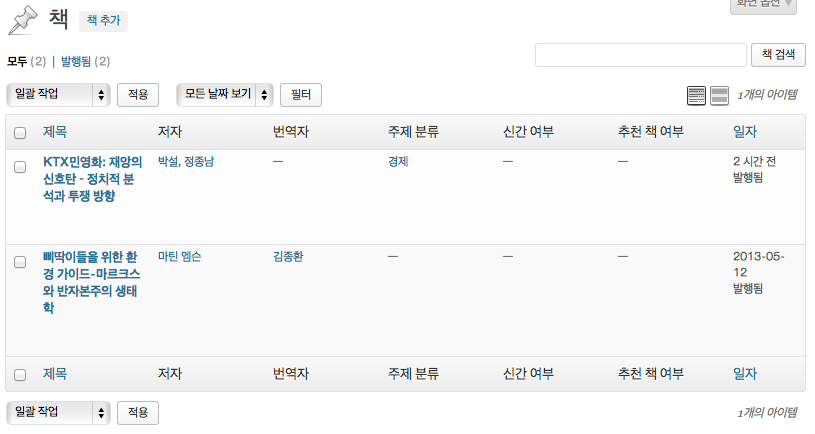 화면 옵션
책 책 추가
모두 (2) | 발행됨 (2)
책 검색
일괄 작업 적용 모든 날짜 보기 필터 1개의 아이템
제목 저자 번역자 주제 분류 신간 여부 추천 책 여부 일자
KTX민영화: 재앙의 박설, 정종남 — 경제 — — 2 시간 전
신호탄 - 정치적 분 발행됨
석과 투쟁 방향
삐딱이들을 위한 환 마틴 엠슨 김종환 — — — 2013-05-
경 가이드-마르크스 12
와 반자본주의 생태 발행됨
학
제목 저자 번역자 주제 분류 신간 여부 추천 책 여부 일자
일괄 작업 적용 1개의 아이템